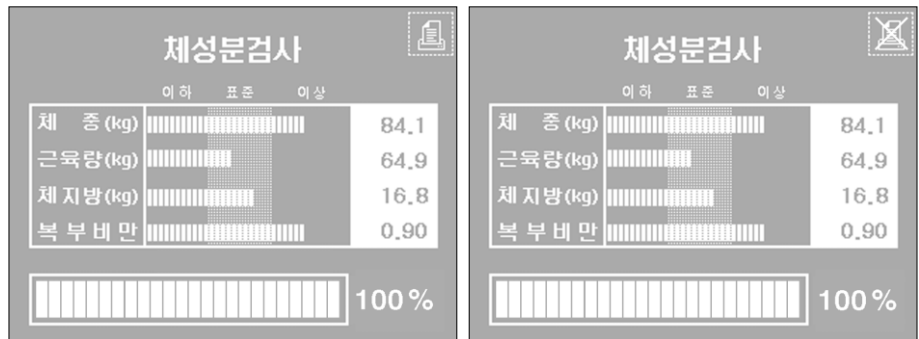 체성분검사
이하 표준 이상
체 중(kg) 84.1
근육량(kg) 64.9
체지방(kg) 16.8
복부비만 0.90
100%
체성분검사
이하 표준 이상
체 중(kg) 84.1
근육량(kg) 64.9
체지방(kg) 16.8
복부비만 0.90
100%